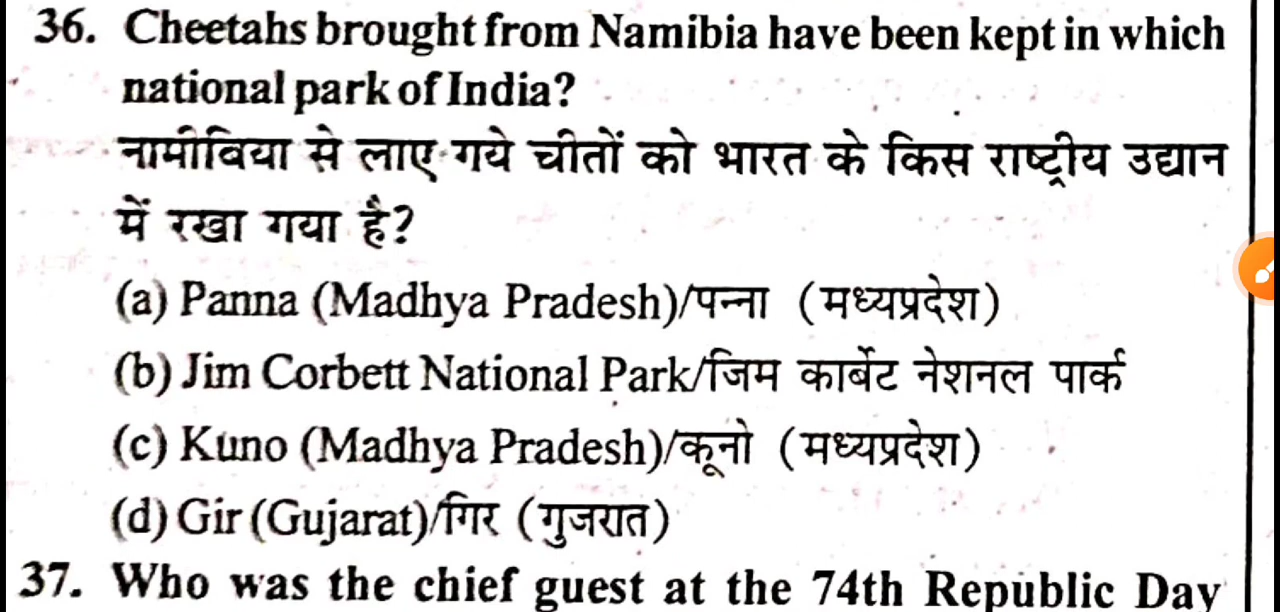 36. Cheetahs brought from Namibia have been kept in which
national park of India?
नामीविया से लाए गये चीतों को भारत के किस राष्ट्रीय उद्यान
में रखा गया है?
(a) Panna (Madhya Pradesh)/पन्ना (मध्यप्रदेश)
(b) Jim Corbett National Park/जिम कार्बेट नेशनल पार्क
(c) Kuno (Madhya Pradesh)/कूनो (मध्यप्रदेश)
(d) Gir (Gujarat)/गिर (गुजरात)
37. Who was the chief guest at the 74th Republic Day